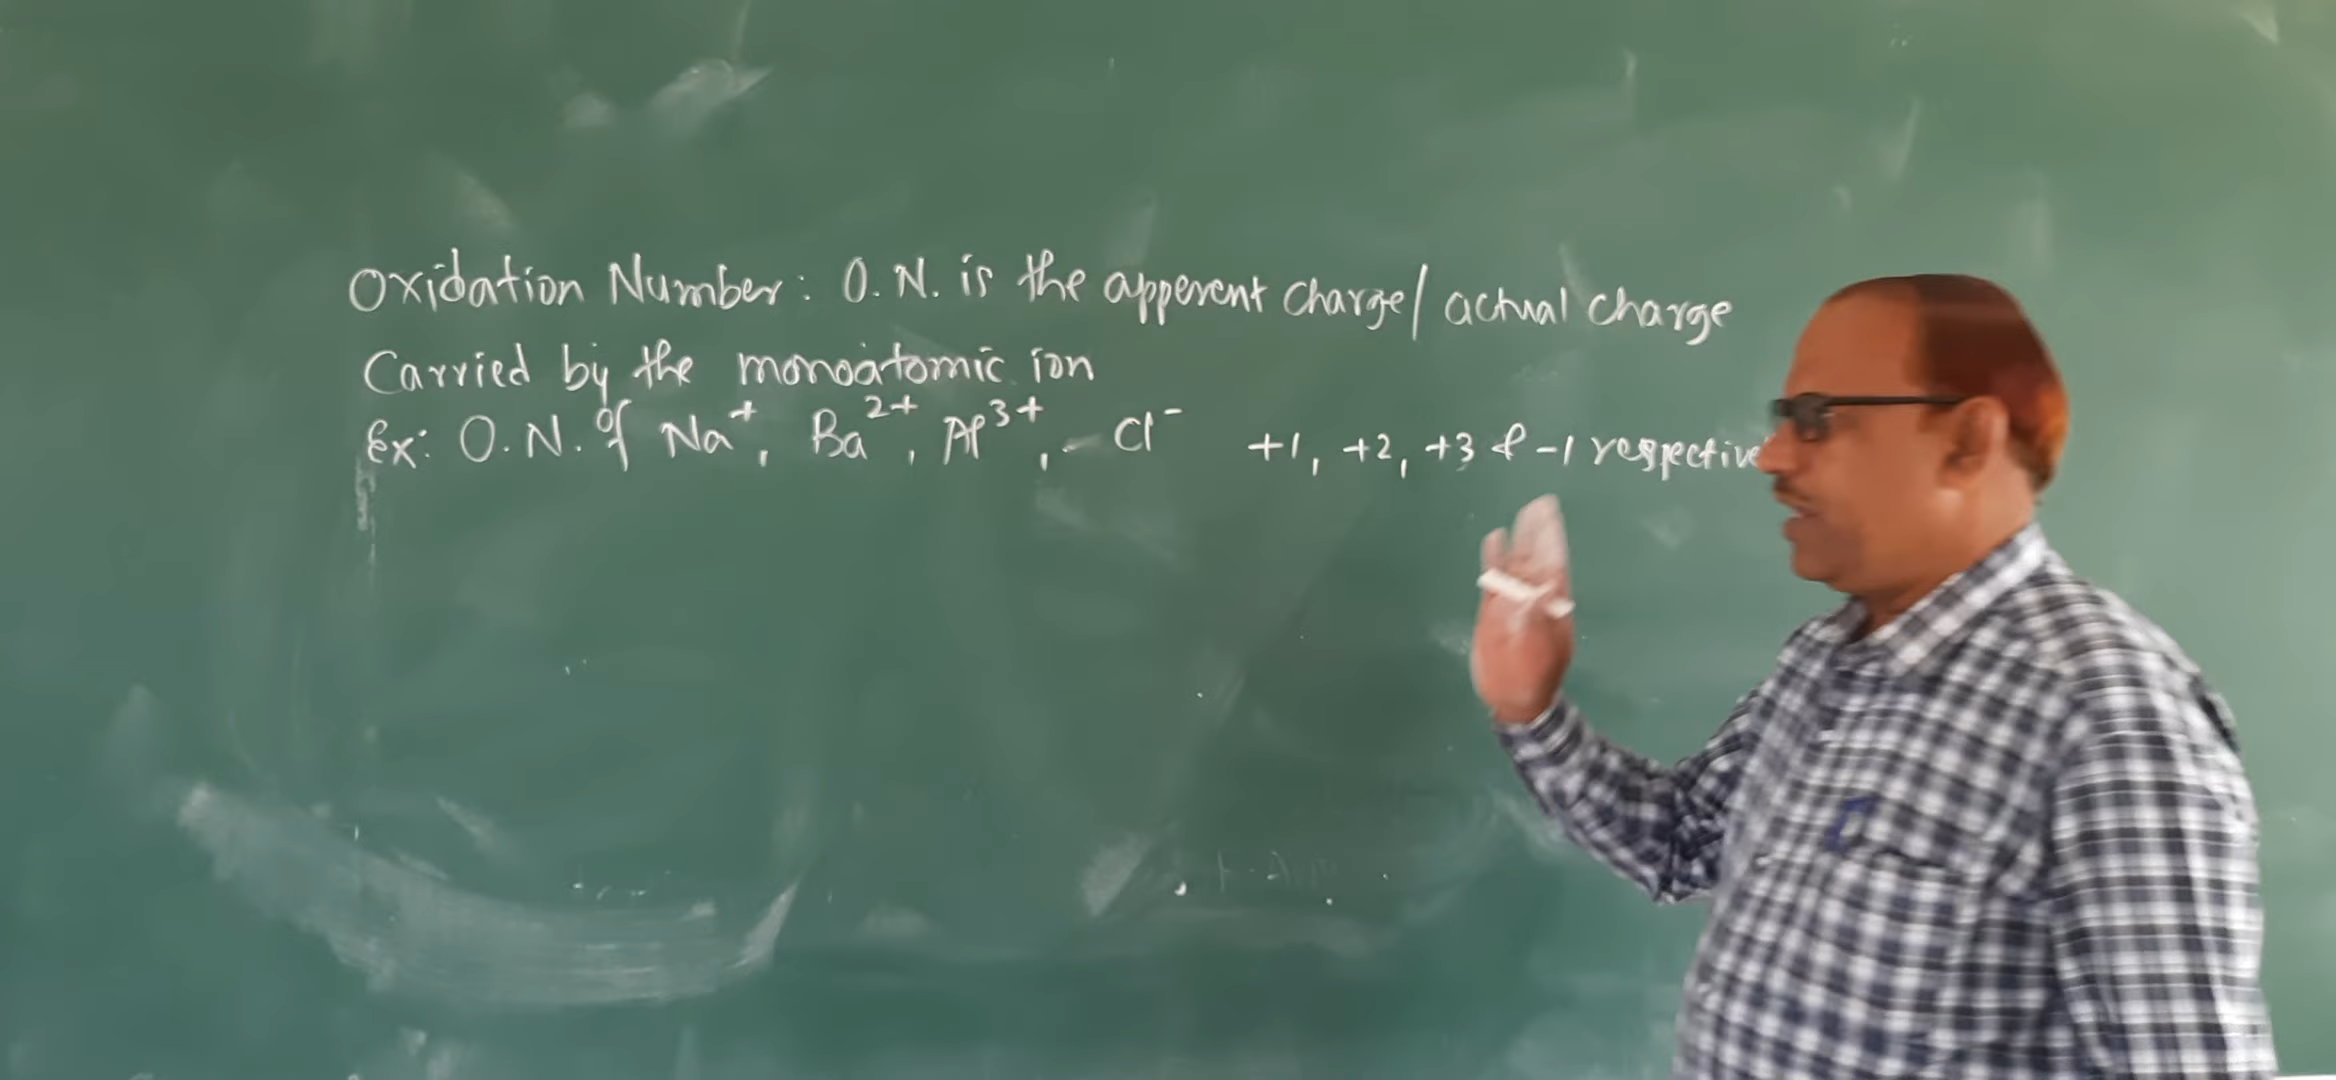 Oxidation Number: O.N. is the apperent charge/ actual charge
Carried by the monoatomic ion
Ex: O.N. of Na⁺, Ba²⁺, Al³⁺, Cl⁻ +1, +2, +3 & -1 respective